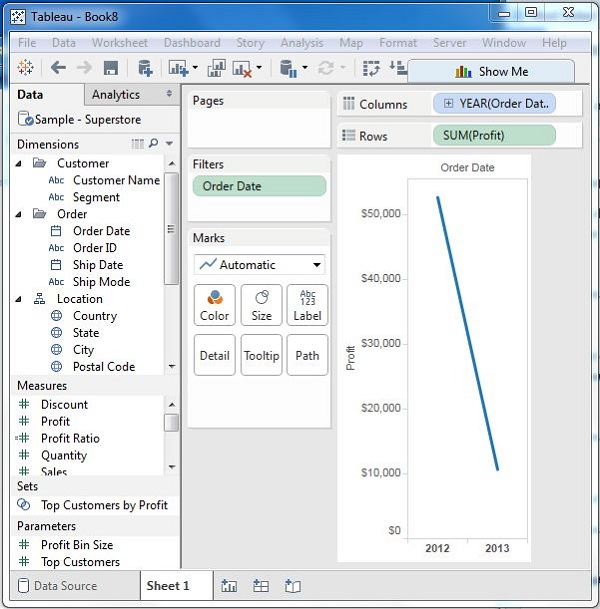 Tableau - Book8
File Data Worksheet Dashboard Story Analysis Map Format Server Window Help
Show Me
Data Analytics
Sample - Superstore
Dimensions
Customer
Abc Customer Name
Abc Segment
Order
Order Date
Abc Order ID
Ship Date
Abc Ship Mode
Location
Country
State
City
Postal Code
Measures
Discount
Profit
Profit Ratio
Quantity
Sales
Sets
Top Customers by Profit
Parameters
Profit Bin Size
Top Customers
Pages
Filters
Order Date
Marks
Automatic
Color Size Abc 123 Label
Detail Tooltip Path
Columns YEAR(Order Dat..
Rows SUM(Profit)
Order Date
$50,000
$40,000
$30,000
$20,000
$10,000
$0
Profit
2012 2013
Data Source Sheet 1